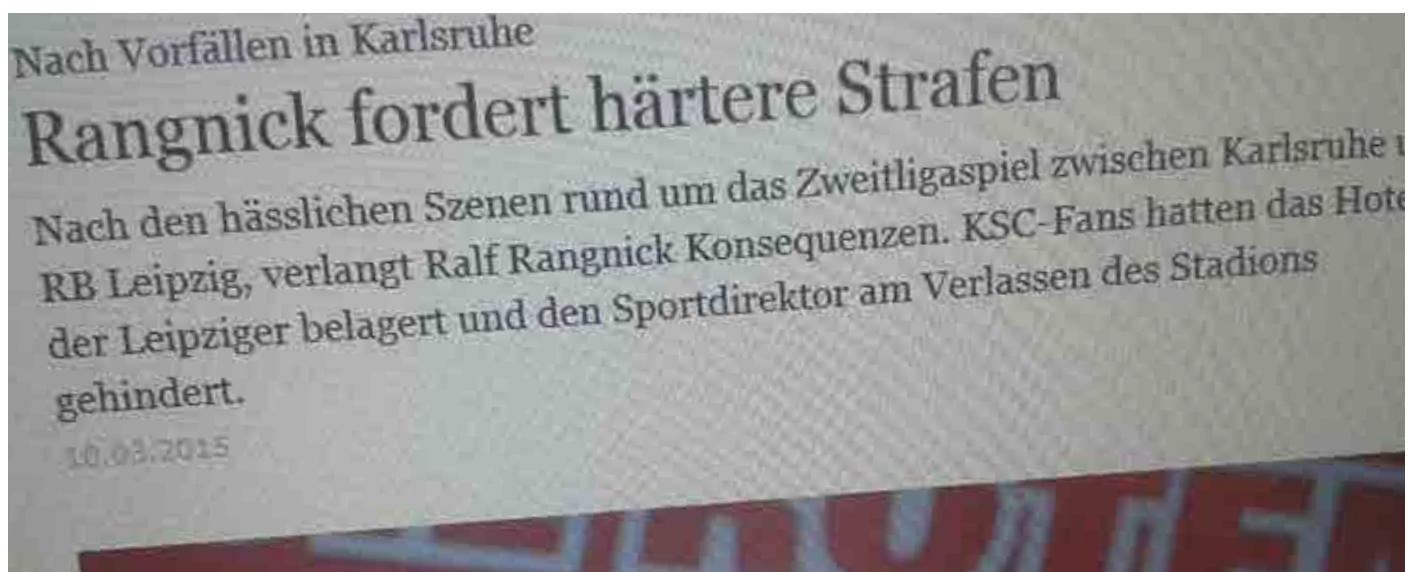 Nach Vorfällen in Karlsruhe
Rangnick fordert härtere Strafen
Nach den hässlichen Szenen rund um das Zweitligaspiel zwischen Karlsruhe
RB Leipzig, verlangt Ralf Rangnick Konsequenzen. KSC-Fans hatten das Hote
der Leipziger belagert und den Sportdirektor am Verlassen des Stadions
gehindert.
10.03.2015